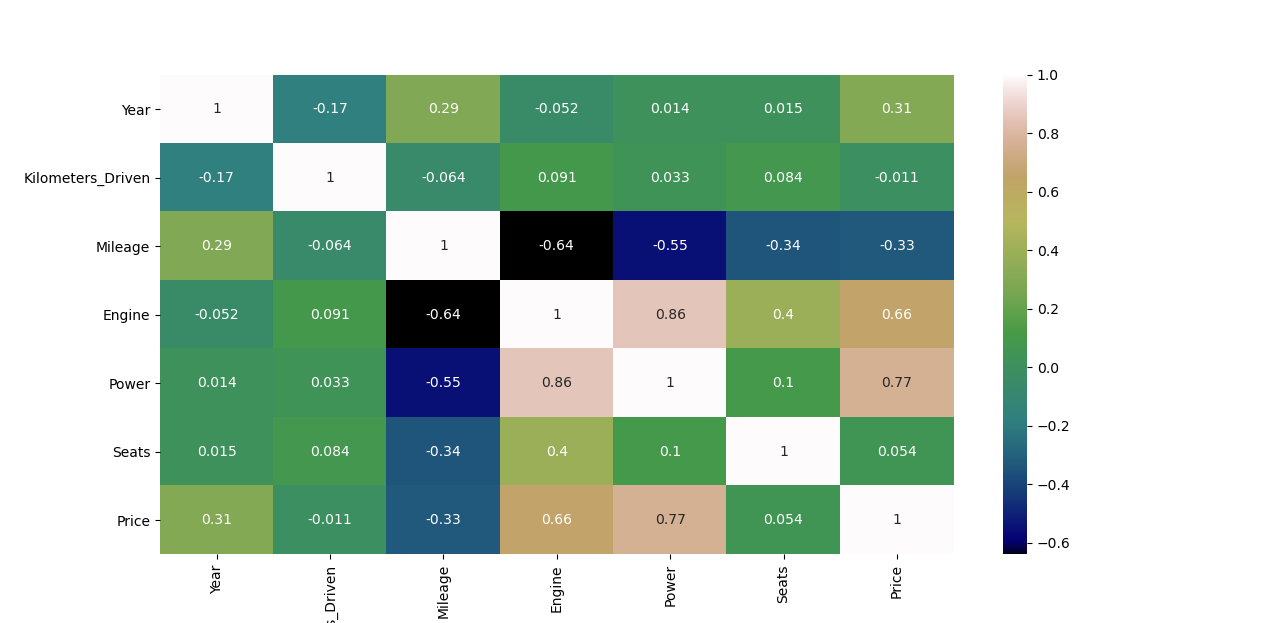 Year 1 -0.17 0.29 -0.052 0.014 0.015 0.31
Kilometers_Driven -0.17 1 -0.064 0.091 0.033 0.084 -0.011
Mileage 0.29 -0.064 1 -0.64 -0.55 -0.34 -0.33
Engine -0.052 0.091 -0.64 1 0.86 0.4 0.66
Power 0.014 0.033 -0.55 0.86 1 0.1 0.77
Seats 0.015 0.084 -0.34 0.4 0.1 1 0.054
Price 0.31 -0.011 -0.33 0.66 0.77 0.054 1
Year s_Driven Mileage Engine Power Seats Price
1.0
0.8
0.6
0.4
0.2
0.0
−0.2
−0.4
−0.6